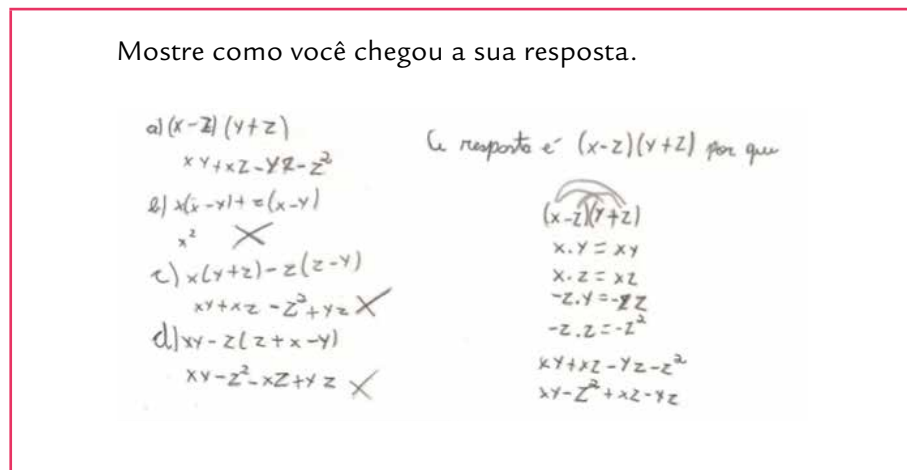 Mostre como você chegou a sua resposta.
a) (x-z) (y+z)
xy+xz-yz-z²
b) x(x-y)+z(x-y)
x²
c) x(y+z)-z(z-y)
xy+xz-z²+yz
d) xy-z(z+x-y)
xy-z²-xz+yz
a resposta é (x-z)(y+z) por que
(x-z)(y+z)
x.y=xy
x.z=xz
-z.y=-yz
-z.z=-z²
xy+xz-yz-z²
xy-z²+xz-yz